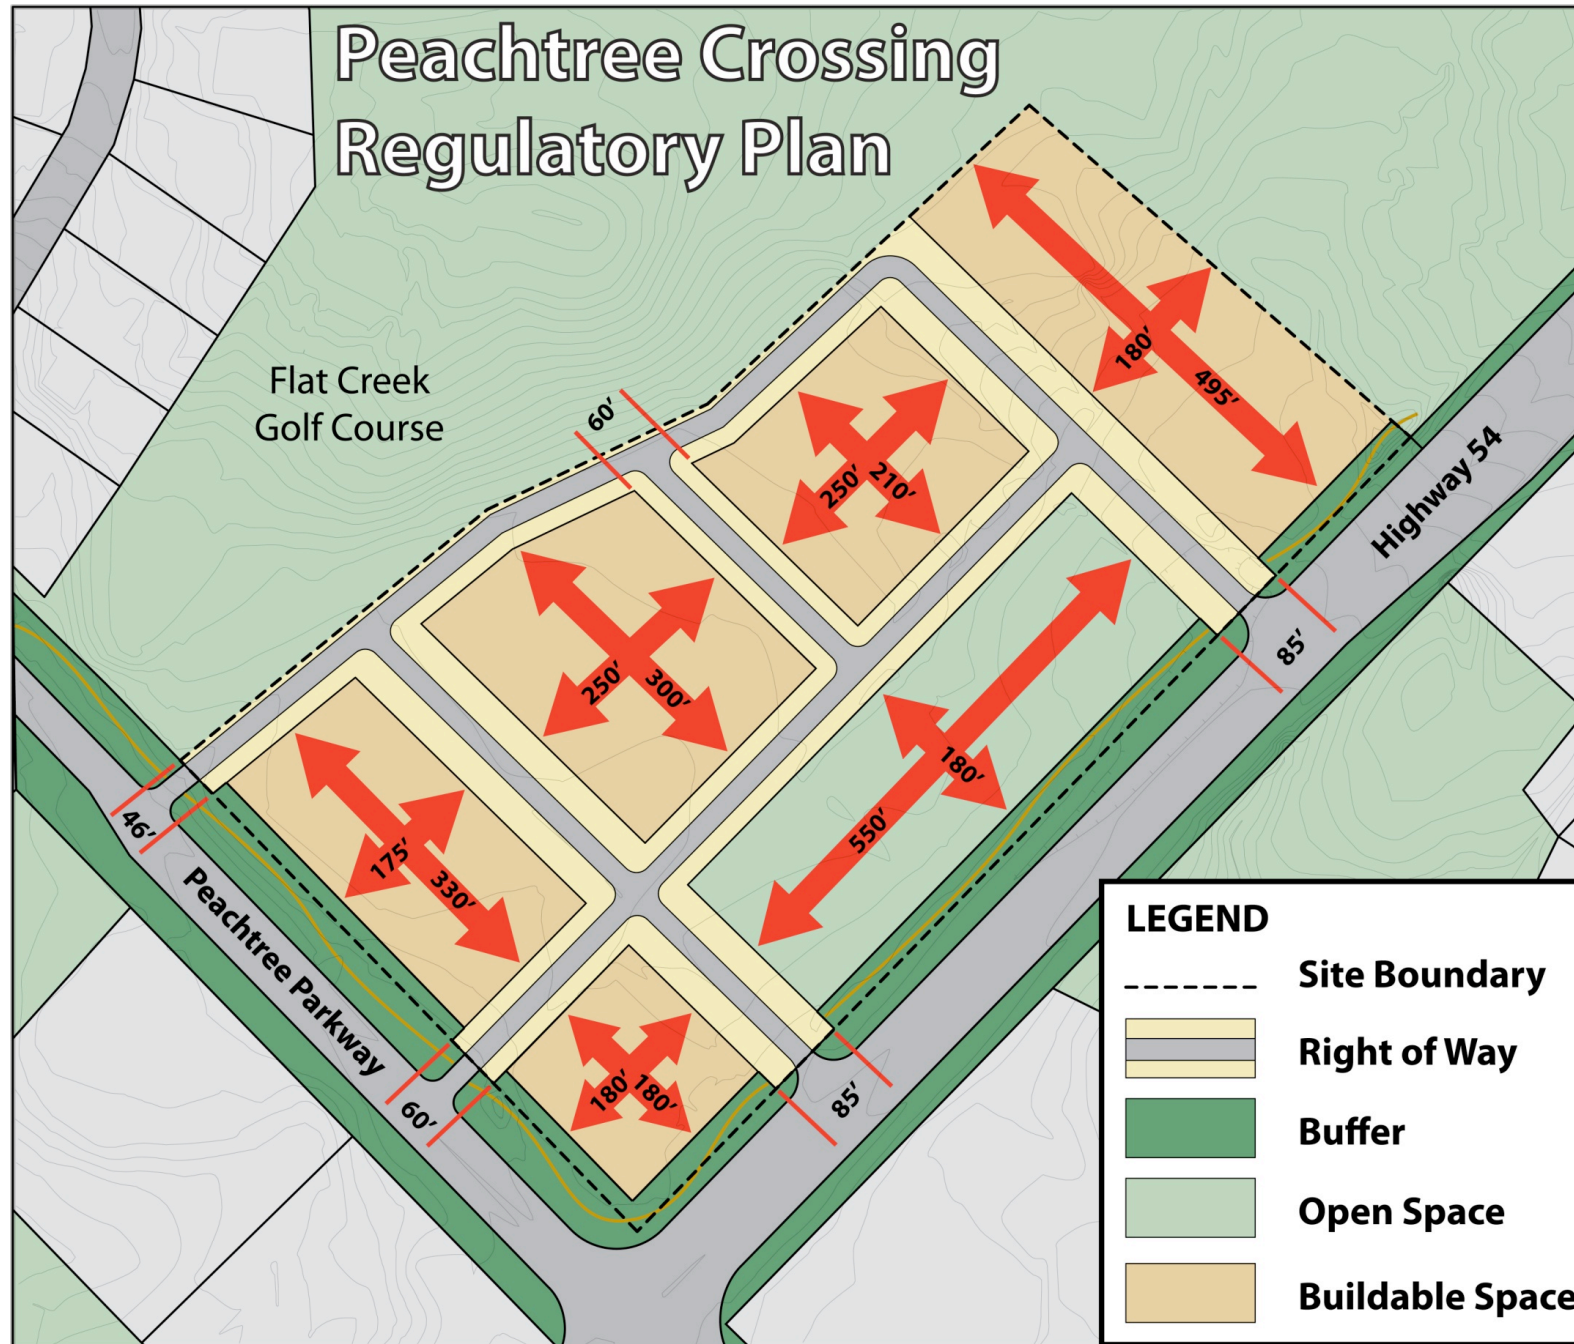 Peachtree Crossing
Regulatory Plan
Flat Creek
Golf Course
60′
180′
495′
250′
210′
Highway 54
250′
300′
85′
180′
550′
175′
330′
46′
Peachtree Parkway
180′
180′
60′
85′
LEGEND
Site Boundary
Right of Way
Buffer
Open Space
Buildable Space